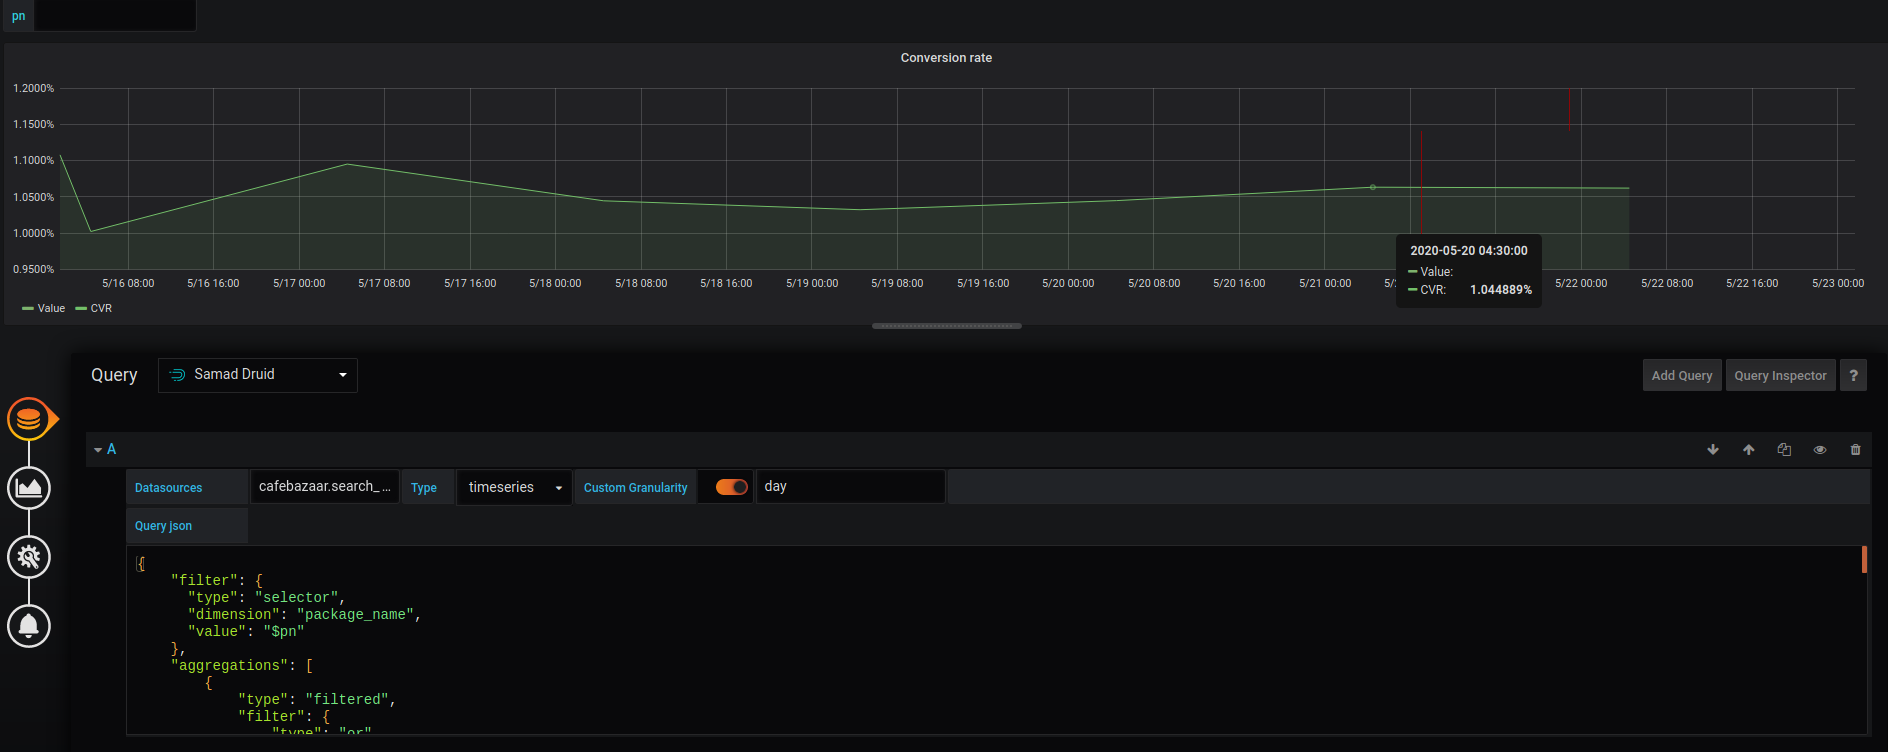 pn
Conversion rate
1.2000%
1.1500%
1.1000%
1.0500%
1.0000%
0.9500%
5/16 08:00 5/16 16:00 5/17 00:00 5/17 08:00 5/17 16:00 5/18 00:00 5/18 08:00 5/18 16:00 5/19 00:00 5/19 08:00 5/19 16:00 5/20 00:00 5/20 08:00 5/20 16:00 5/21 00:00 5/22 00:00 5/22 08:00 5/22 16:00 5/23 00:00
2020-05-20 04:30:00
Value:
CVR: 1.044889%
Value CVR
Query Samad Druid Add Query Query Inspector ?
A
Datasources cafebazaar.search_... Type timeseries Custom Granularity day
Query json
{
"filter": {
"type": "selector",
"dimension": "package_name",
"value": "$pn"
},
"aggregations": [
{
"type": "filtered",
"filter": {
"type": "or",